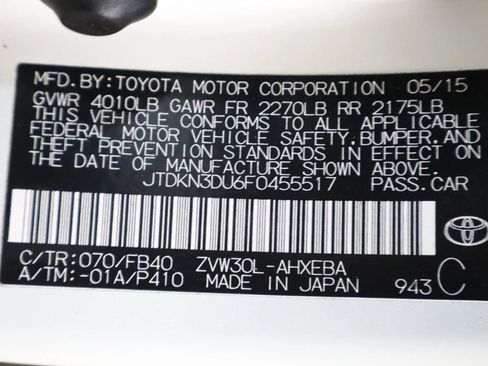 MFD. BY: TOYOTA MOTOR CORPORATION 05/15
GVWR 4010LB GAWR FR 2270LB RR 2175LB
THIS VEHICLE CONFORMS TO ALL APPLICABLE
FEDERAL MOTOR VEHICLE SAFETY, BUMPER, AND
THEFT PREVENTION STANDARDS IN EFFECT ON
THE DATE OF MANUFACTURE SHOWN ABOVE.
JTDKN3DU6F0455517 PASS. CAR
TOYOTA
C/TR: 070/FB40 ZVW30L-AHXEBA
A/TM: -01A/P410 MADE IN JAPAN 943 C